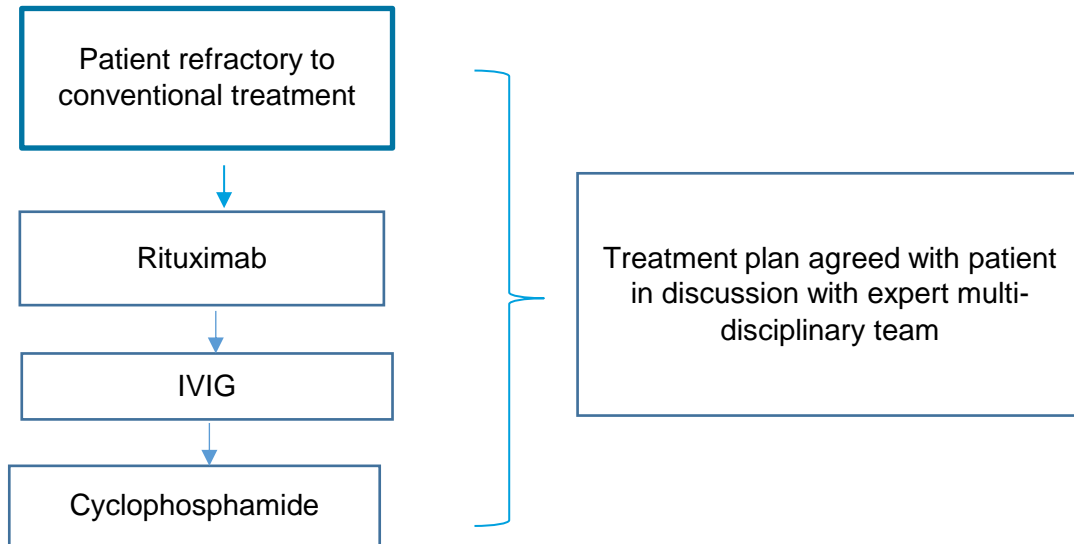 Patient refractory to
conventional treatment
Rituximab
IVIG
Cyclophosphamide
Treatment plan agreed with patient
in discussion with expert multi-
disciplinary team